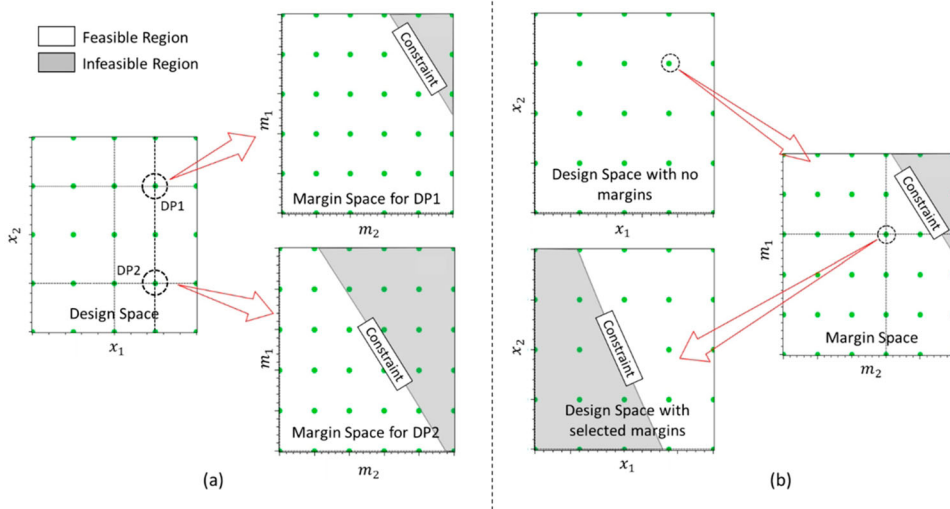 Feasible Region
Infeasible Region
x₂
DP1
DP2
Design Space
x₁
m₁
Constraint
Margin Space for DP1
m₂
m₁
Constraint
Margin Space for DP2
m₂
(a)
x₂
Design Space with no
margins
x₁
m₁
Constraint
Margin Space
m₂
x₂
Constraint
Design Space with
selected margins
x₁
(b)